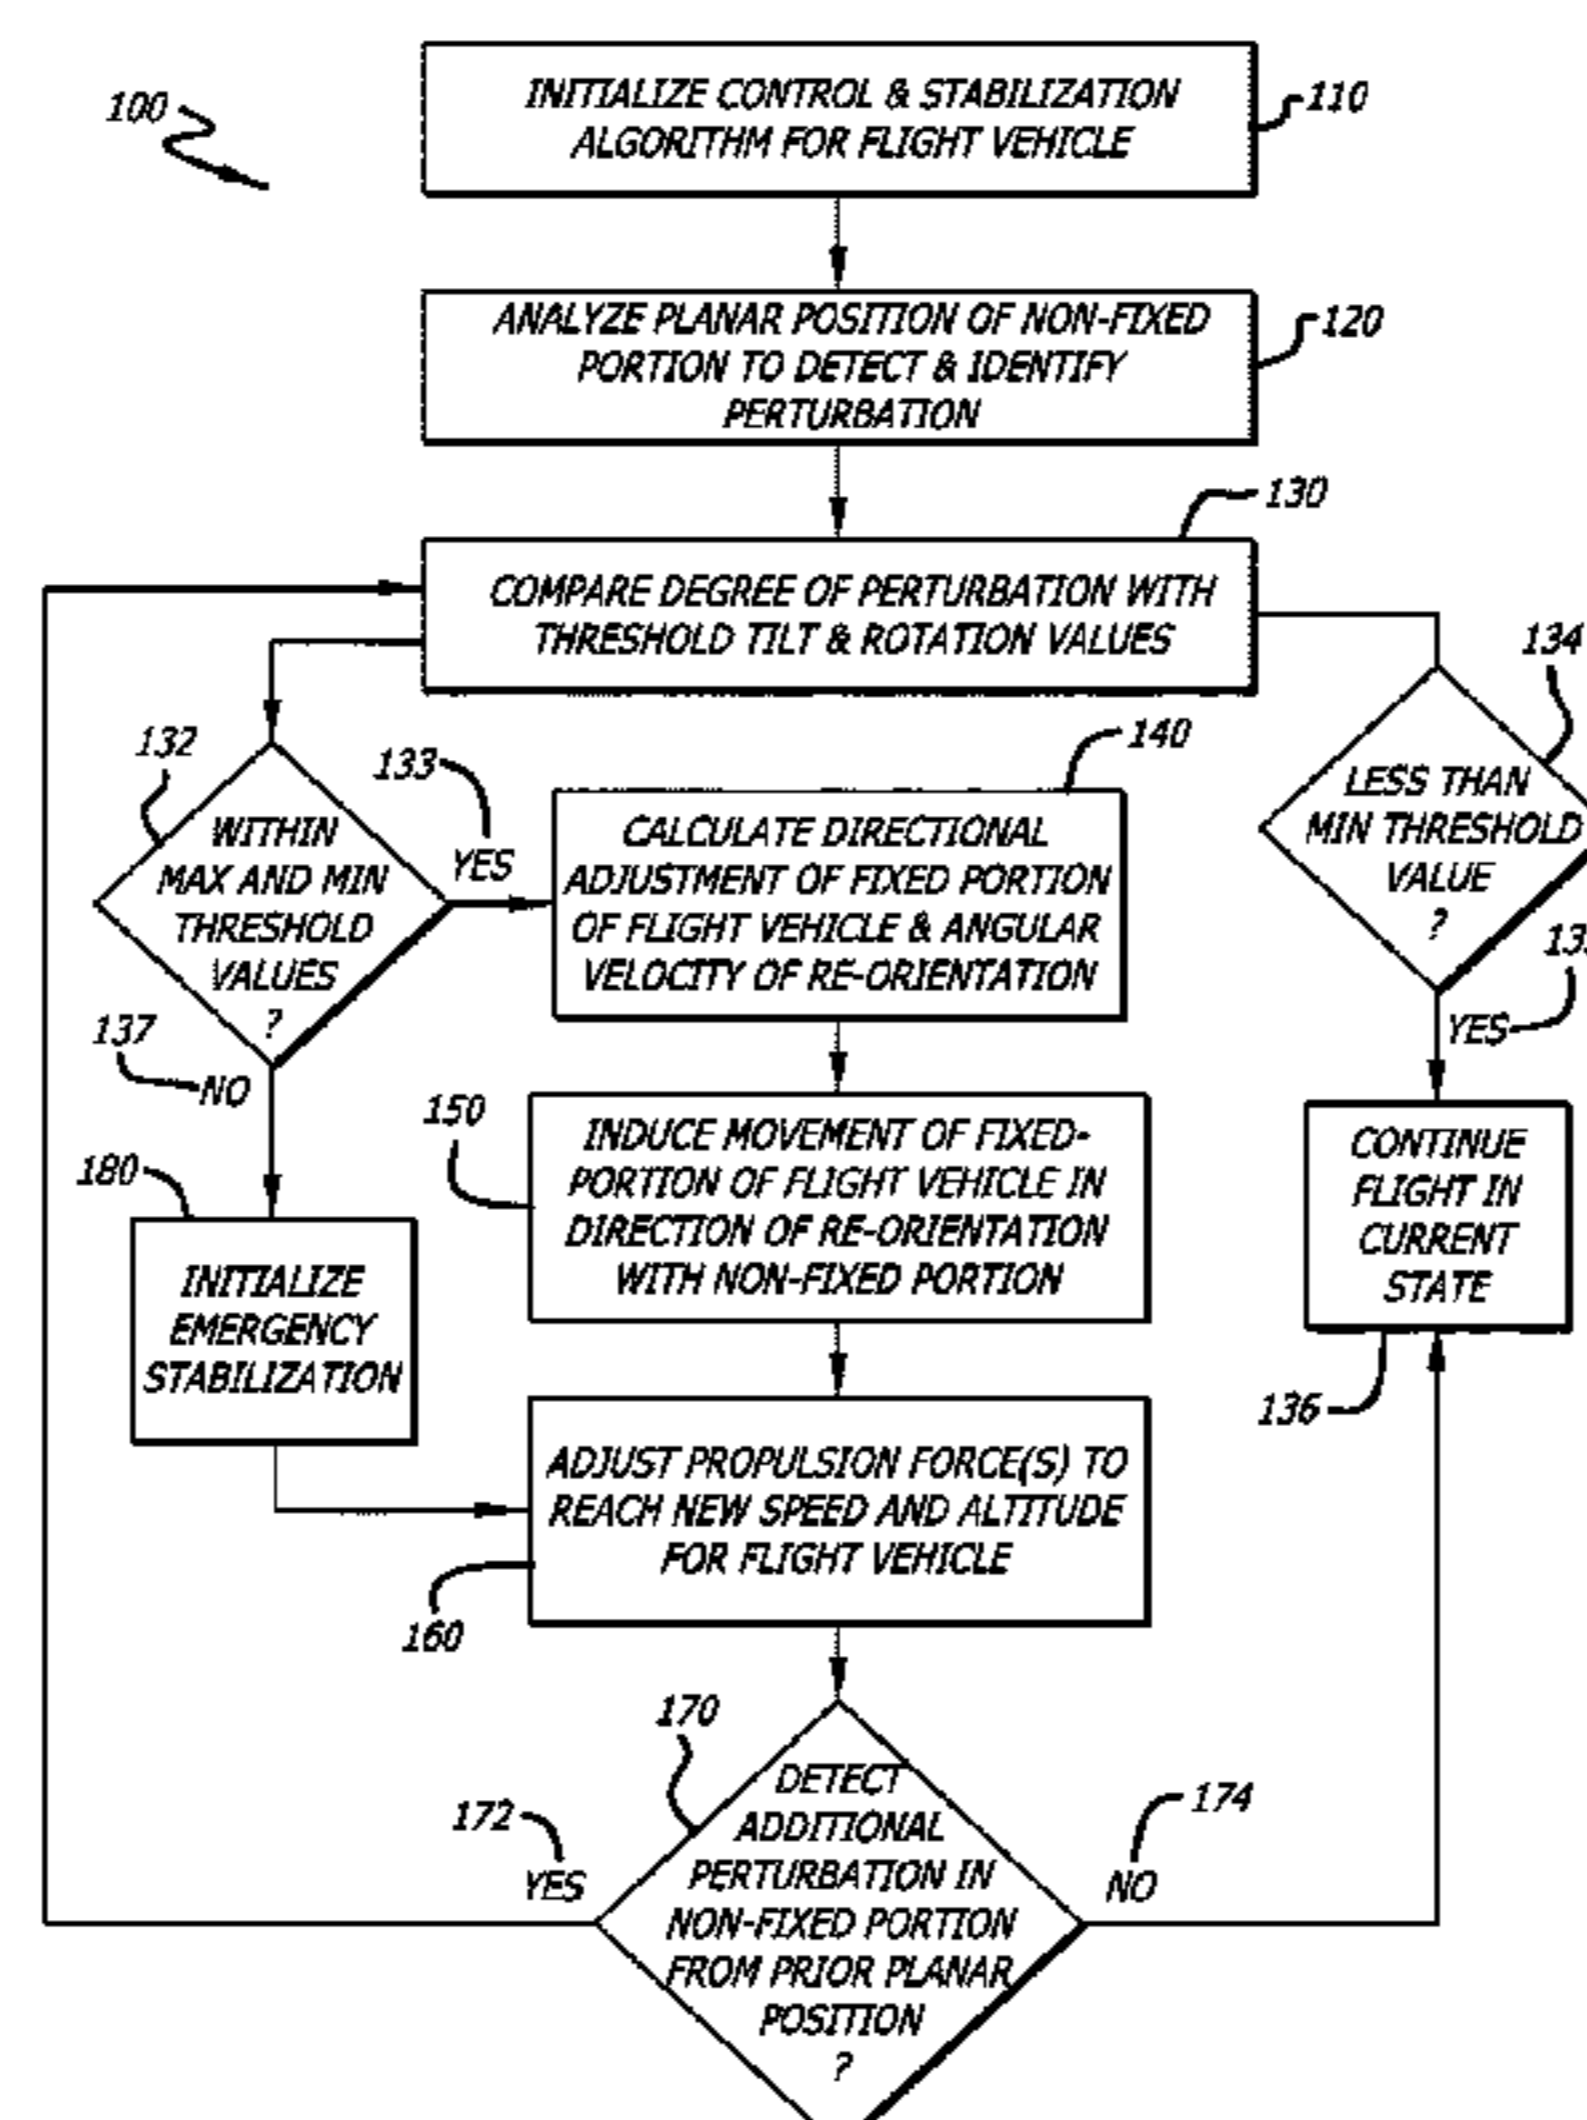 100
INITIALIZE CONTROL & STABILIZATION
ALGORITHM FOR FLIGHT VEHICLE
110
ANALYZE PLANAR POSITION OF NON-FIXED
PORTION TO DETECT & IDENTIFY
PERTURBATION
120
130
COMPARE DEGREE OF PERTURBATION WITH
THRESHOLD TILT & ROTATION VALUES
134
LESS THAN
MIN THRESHOLD
VALUE
?
YES
132
WITHIN
MAX AND MIN
THRESHOLD
VALUES
?
133
YES
140
CALCULATE DIRECTIONAL
ADJUSTMENT OF FIXED PORTION
OF FLIGHT VEHICLE & ANGULAR
VELOCITY OF RE-ORIENTATION
137
NO
150
INDUCE MOVEMENT OF FIXED-
PORTION OF FLIGHT VEHICLE IN
DIRECTION OF RE-ORIENTATION
WITH NON-FIXED PORTION
CONTINUE
FLIGHT IN
CURRENT
STATE
136
180
INITIALIZE
EMERGENCY
STABILIZATION
ADJUST PROPULSION FORCE(S) TO
REACH NEW SPEED AND ALTITUDE
FOR FLIGHT VEHICLE
160
170
DETECT
ADDITIONAL
PERTURBATION IN
NON-FIXED PORTION
FROM PRIOR PLANAR
POSITION
?
172
YES
174
NO